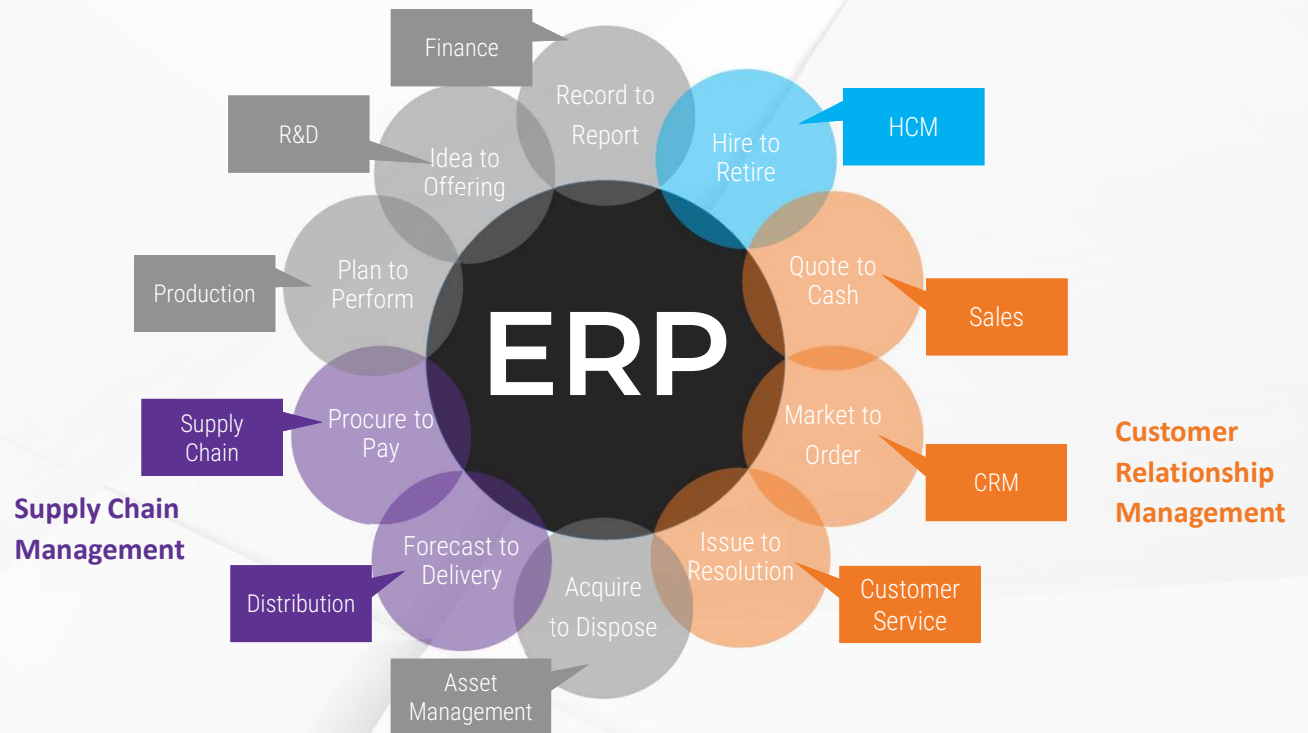 Finance
Record to
Report
HCM
Hire to
Retire
R&D
Idea to
Offering
Quote to
Cash
Sales
Plan to
Perform
Production
ERP
Supply
Chain
Procure to
Pay
Market to
Order
CRM
Customer
Relationship
Management
Supply Chain
Management
Forecast to
Delivery
Distribution
Issue to
Resolution
Customer
Service
Acquire
to Dispose
Asset
Management